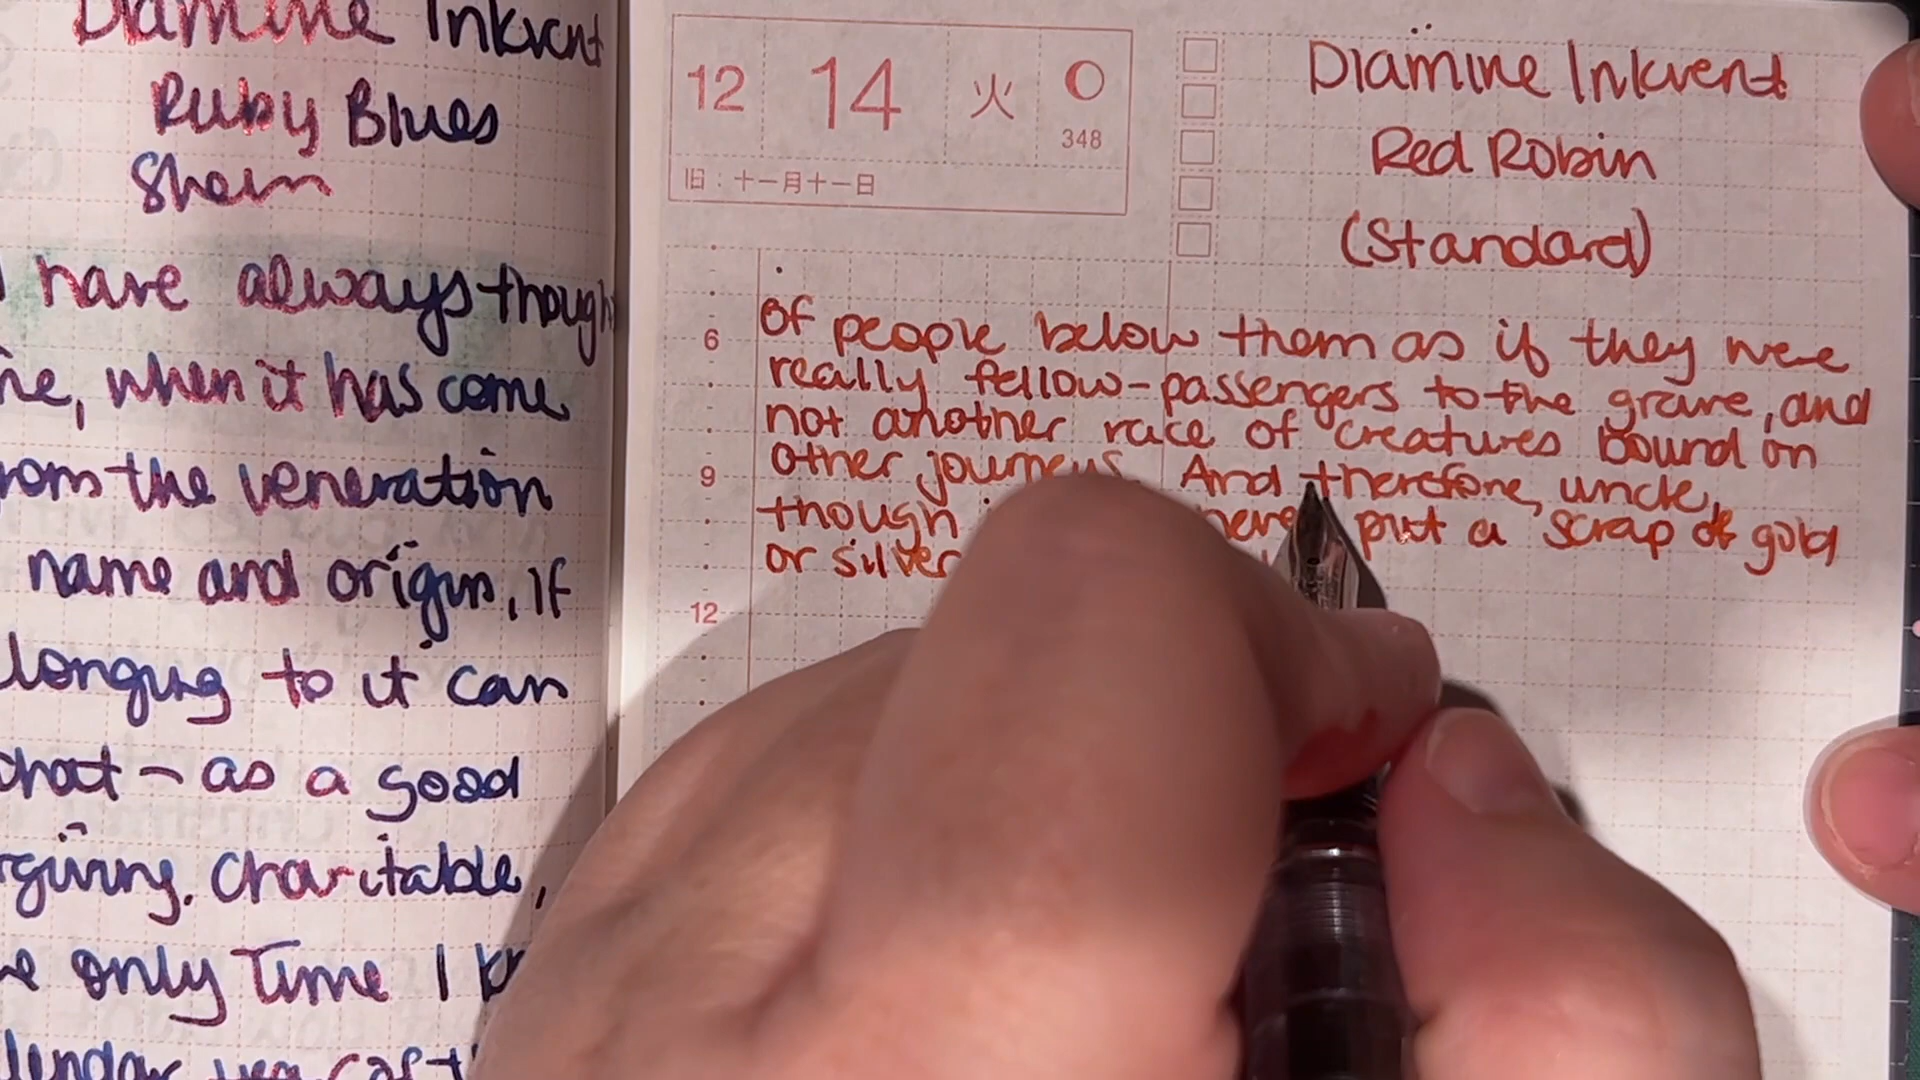 Diamine Inkvent
Ruby Blues
Sheen
have always though
ne, when it has come
rom the veneration
name and origin, if
longing to it can
that - as a good
rgiving, charitable,
e only time I k
12 14 火 348
旧:十一月十一日
Diamine Inkvent
Red Robin
(Standard)
6
9
12
of people below them as if they were
really fellow-passengers to the grave, and
not another race of creatures bound on
other journeys. And therefore, uncle,
though put a scrap of gold
or silver